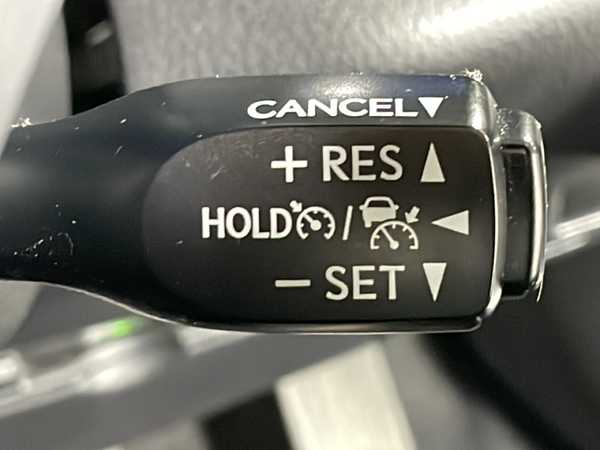 CANCEL▼
+ RES ▲
HOLD / ◀
− SET ▼